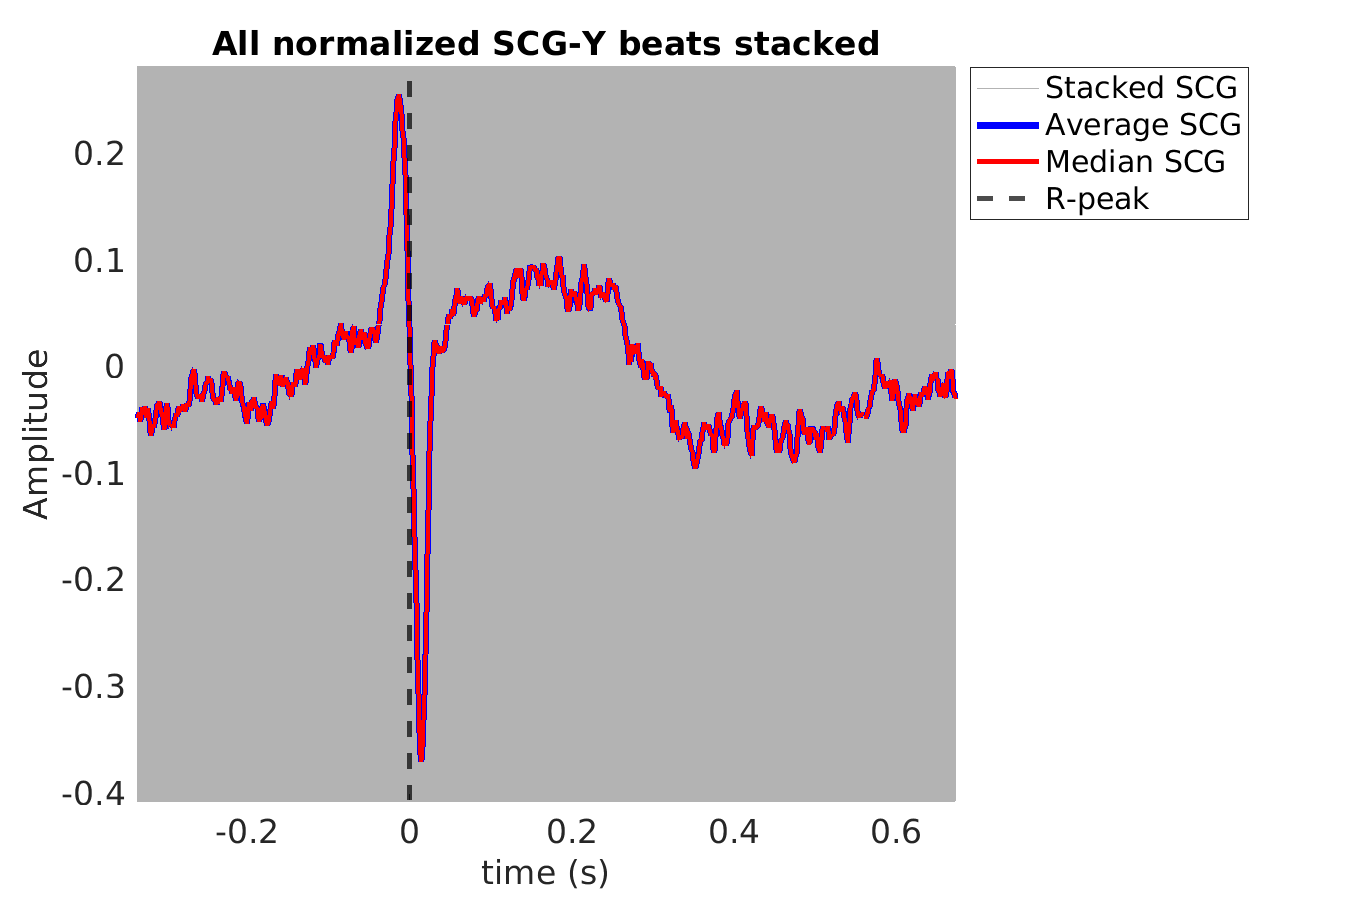 All normalized SCG-Y beats stacked
Stacked SCG
Average SCG
Median SCG
R-peak
Amplitude
0.2
0.1
0
-0.1
-0.2
-0.3
-0.4
-0.2 0 0.2 0.4 0.6
time (s)